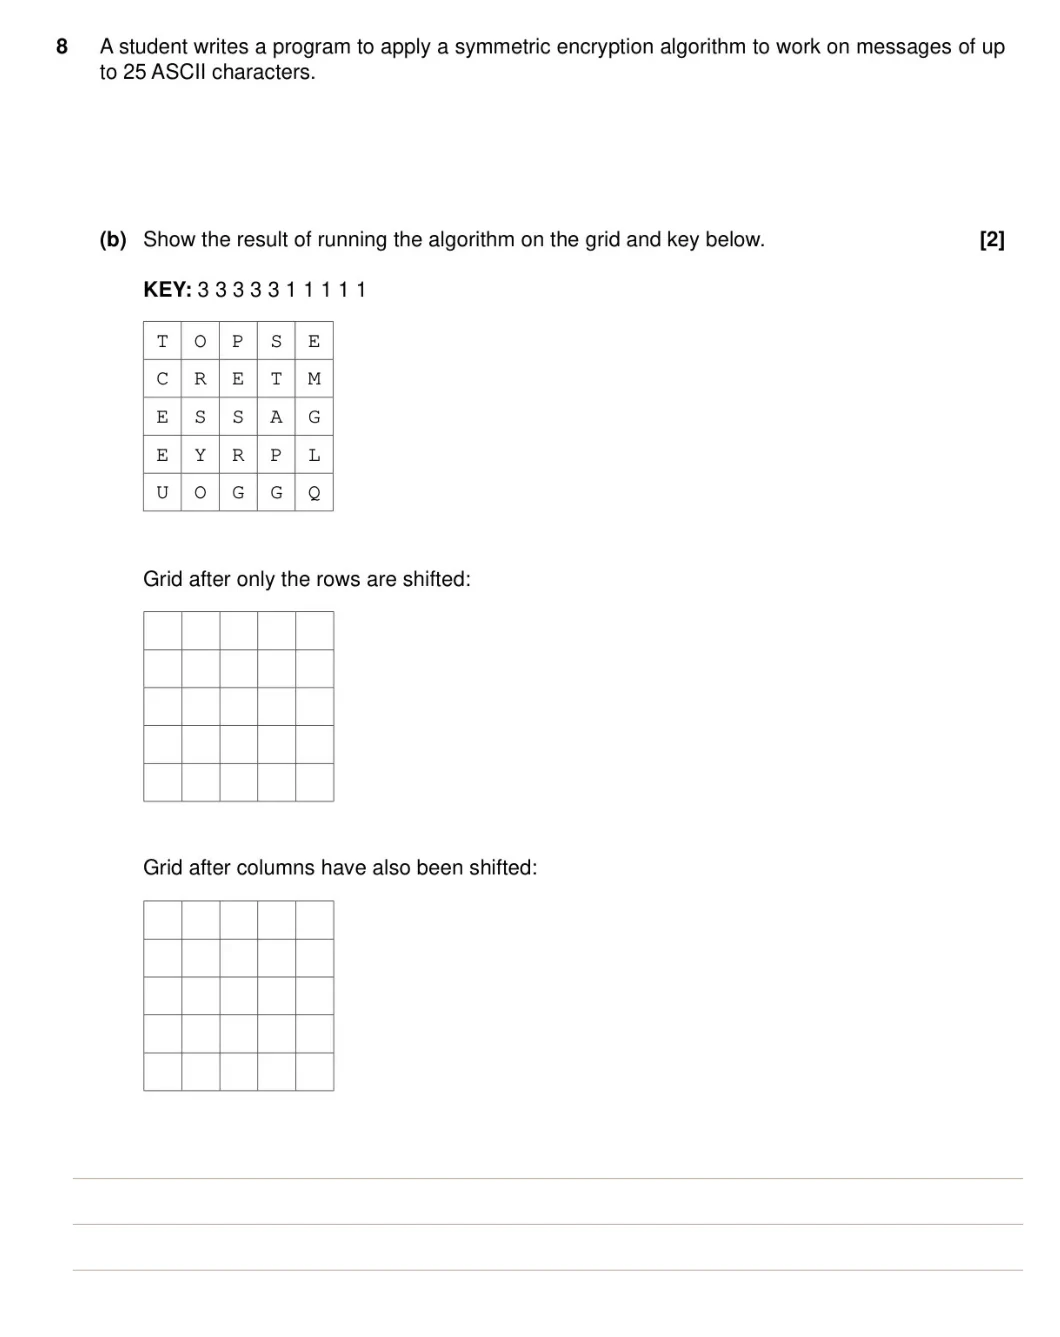 8 A student writes a program to apply a symmetric encryption algorithm to work on messages of up
to 25 ASCII characters.
(b) Show the result of running the algorithm on the grid and key below. [2]
KEY: 3 3 3 3 3 1 1 1 1 1
T O P S E
C R E T M
E S S A G
E Y R P L
U O G G Q
Grid after only the rows are shifted:
Grid after columns have also been shifted: